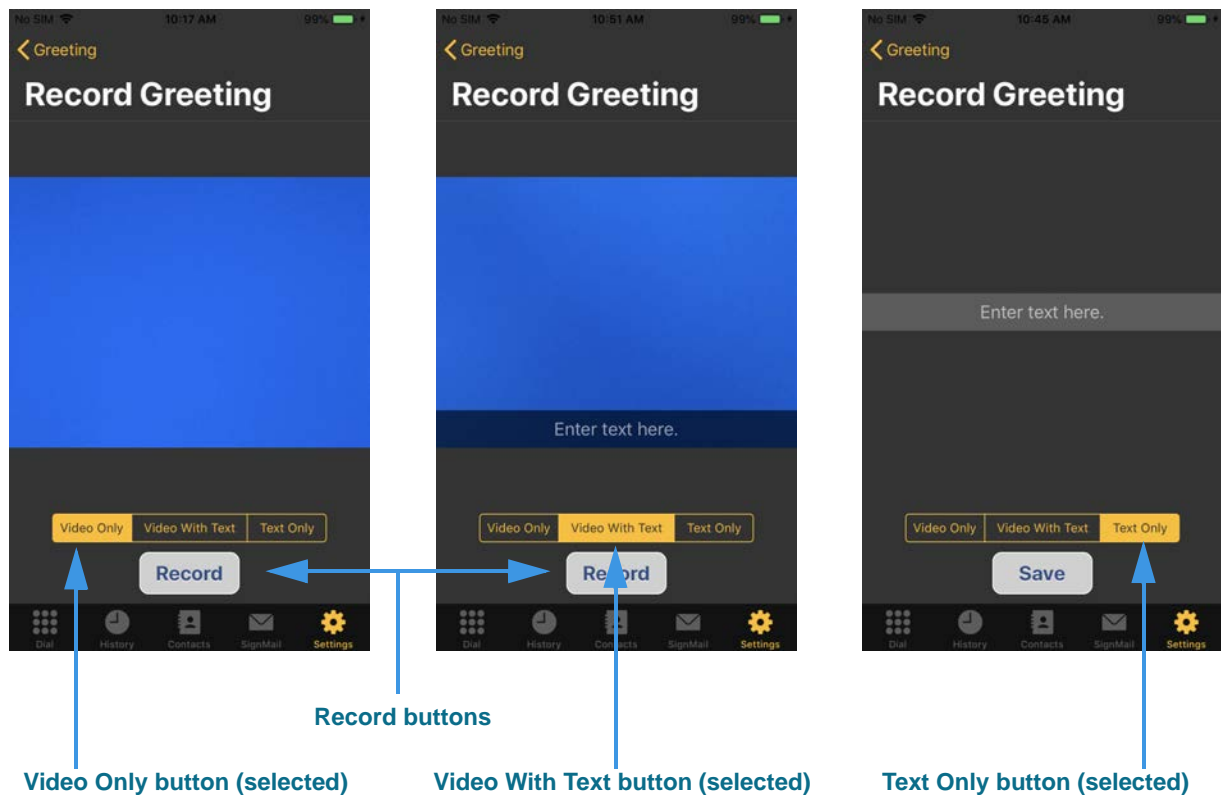 No SIM 10:17 AM 99%
Greeting
Record Greeting
Video Only Video With Text Text Only
Record
Dial History Contacts SignMail Settings
No SIM 10:51 AM 99%
Greeting
Record Greeting
Enter text here.
Video Only Video With Text Text Only
Record
Dial History Contacts SignMail Settings
No SIM 10:45 AM 99%
Greeting
Record Greeting
Enter text here.
Video Only Video With Text Text Only
Save
Dial History Contacts SignMail Settings
Record buttons
Video Only button (selected)
Video With Text button (selected)
Text Only button (selected)